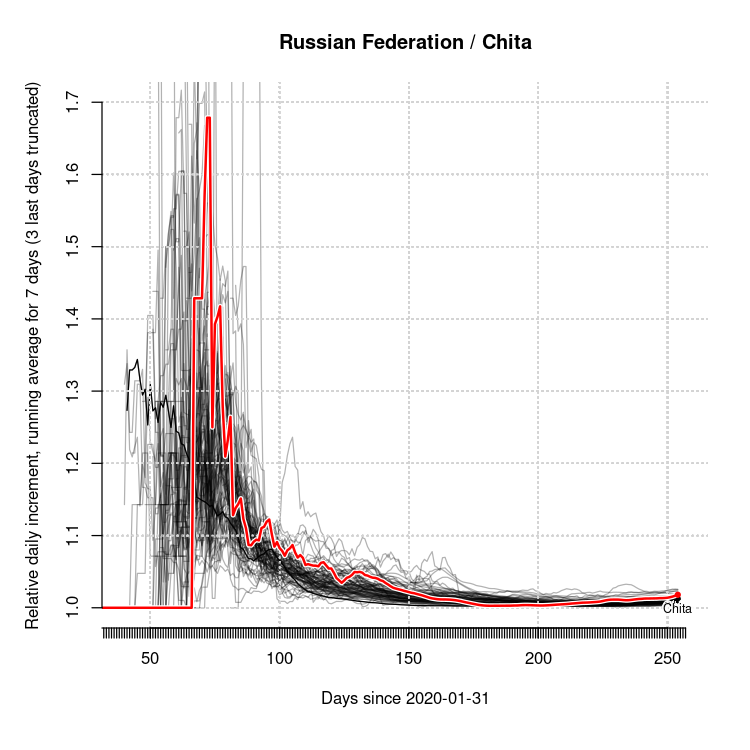 Russian Federation / Chita
Relative daily increment, running average for 7 days (3 last days truncated)
1.7
1.6
1.5
1.4
1.3
1.2
1.1
1.0
Chita
50 100 150 200 250
Days since 2020-01-31